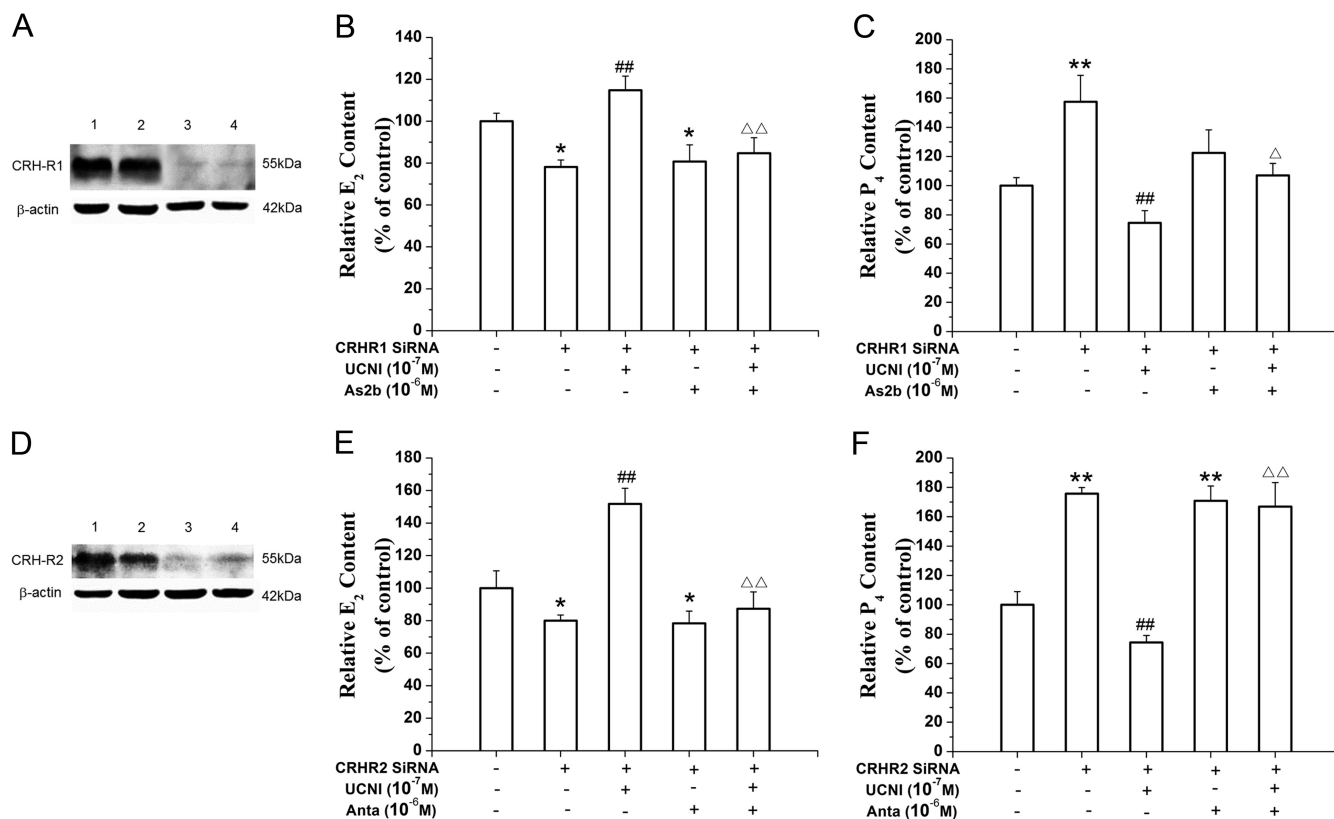 A
1 2 3 4
CRH-R1 55kDa
β-actin 42kDa
B
Relative E2 Content
(% of control)
140
120
100
80
60
40
20
0
*
##
*
△△
CRHR1 SiRNA - + + + +
UCNI (10-7M) - - + - +
As2b (10-6M) - - - + +
C
Relative P4 Content
(% of control)
200
180
160
140
120
100
80
60
40
20
0
**
##
△
CRHR1 SiRNA - + + + +
UCNI (10-7M) - - + - +
As2b (10-6M) - - - + +
D
1 2 3 4
CRH-R2 55kDa
β-actin 42kDa
E
Relative E2 Content
(% of control)
180
160
140
120
100
80
60
40
20
0
*
##
*
△△
CRHR2 SiRNA - + + + +
UCNI (10-7M) - - + - +
Anta (10-6M) - - - + +
F
Relative P4 Content
(% of control)
200
180
160
140
120
100
80
60
40
20
0
**
##
**
△△
CRHR2 SiRNA - + + + +
UCNI (10-7M) - - + - +
Anta (10-6M) - - - + +